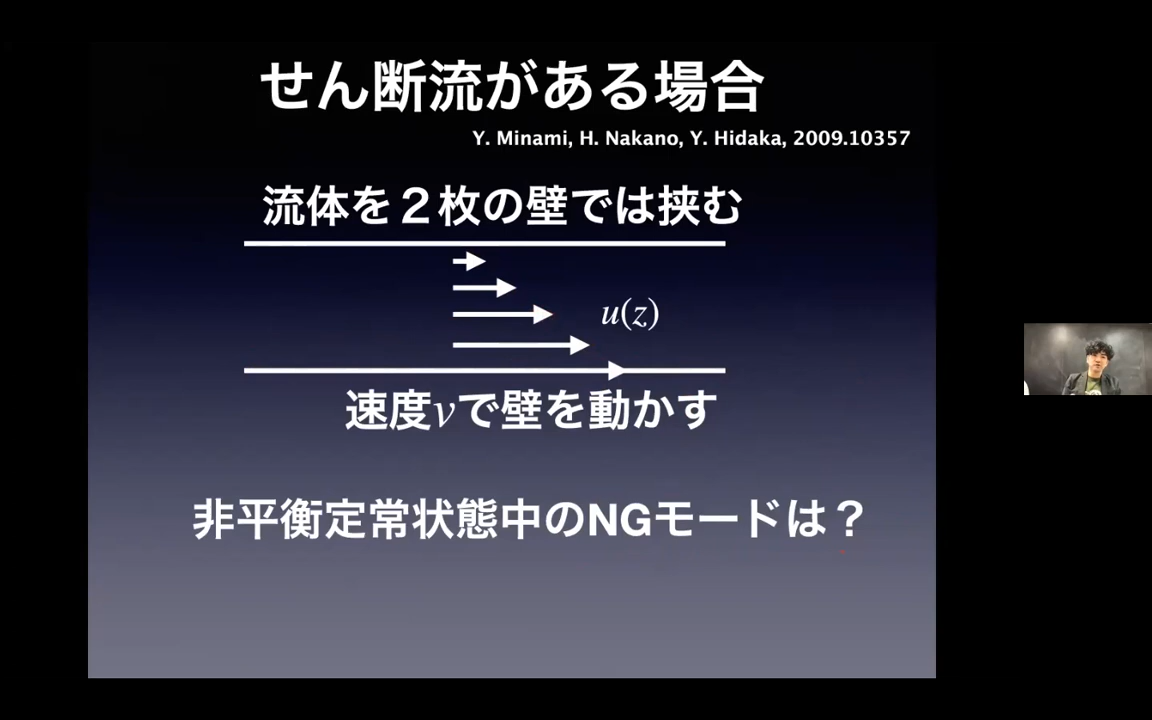 せん断流がある場合
Y. Minami, H. Nakano, Y. Hidaka, 2009.10357
流体を２枚の壁では挟む
u(z)
速度vで壁を動かす
非平衡定常状態中のNGモードは？